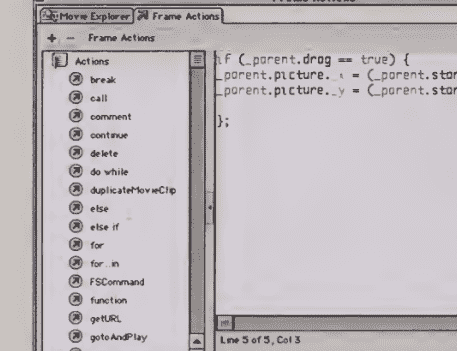 Movie Explorer Frame Actions
+ - Frame Actions
Actions
break
call
comment
continue
delete
do while
duplicateMovieClip
else
else if
for
for..in
FSCommand
function
getURL
gotoAndPlay
if (_parent.drag == true) {
_parent.picture._x = (_parent.star
_parent.picture._y = (_parent.star
};
Line 5 of 5, Col 3